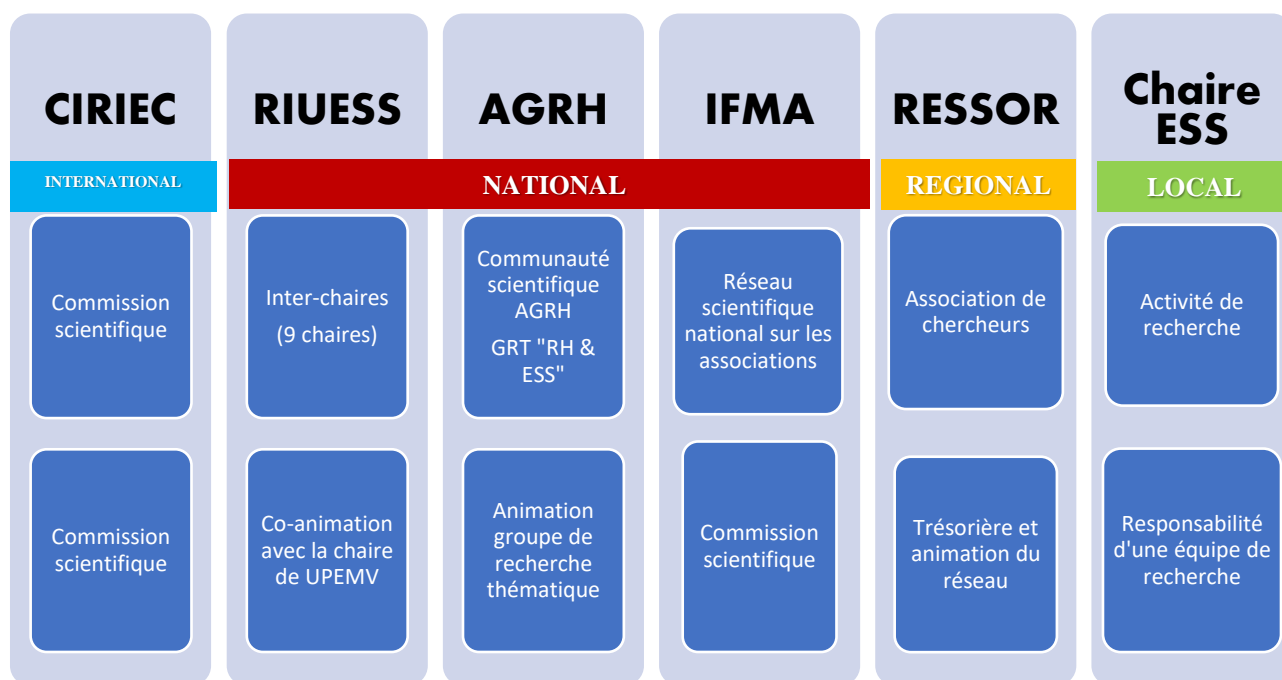 CIRIEC
RIUESS
AGRH
IFMA
RESSOR
Chaire
ESS
INTERNATIONAL
NATIONAL
REGIONAL
LOCAL
Commission
scientifique
Inter-chaires
(9 chaires)
Communauté
scientifique
AGRH
GRT "RH &
ESS"
Réseau
scientifique
national sur les
associations
Association de
chercheurs
Activité de
recherche
Commission
scientifique
Co-animation
avec la chaire
de UPEMV
Animation
groupe de
recherche
thématique
Commission
scientifique
Trésorière et
animation du
réseau
Responsabilité
d'une équipe de
recherche